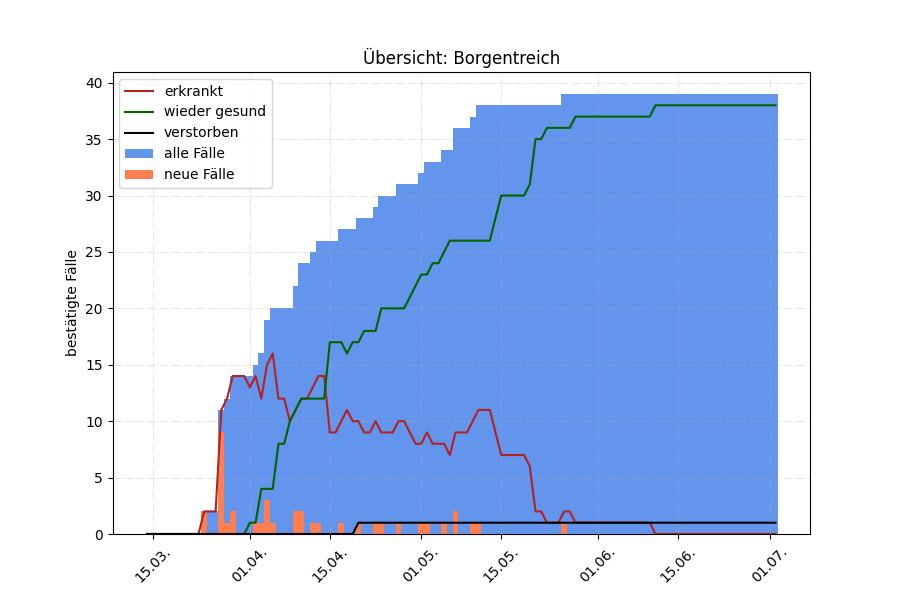 Übersicht: Borgentreich
erkrankt
wieder gesund
verstorben
alle Fälle
neue Fälle
bestätigte Fälle
40
35
30
25
20
15
10
5
0
15.03.
01.04.
15.04.
01.05.
15.05.
01.06.
15.06.
01.07.